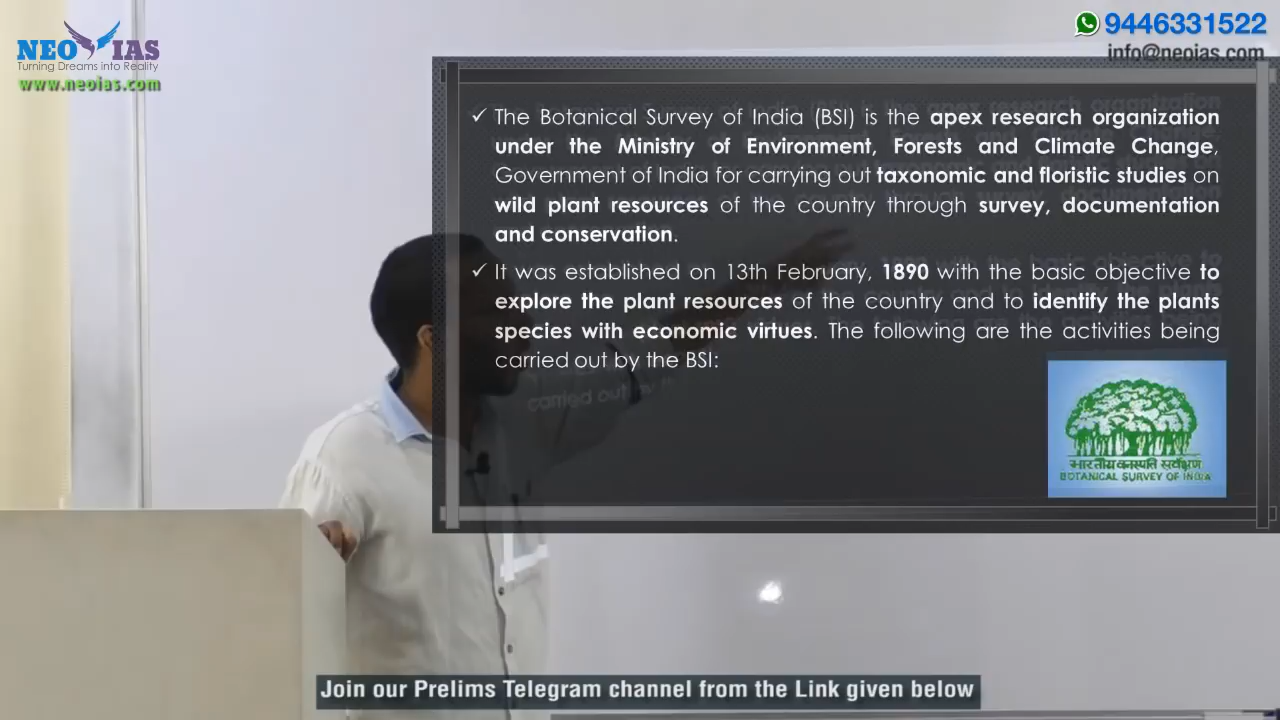 NEO IAS
Turning Dreams into Reality
www.neoias.com
9446331522
info@neoias.com
✓ The Botanical Survey of India (BSI) is the apex research organization
under the Ministry of Environment, Forests and Climate Change,
Government of India for carrying out taxonomic and floristic studies on
wild plant resources of the country through survey, documentation
and conservation.
✓ It was established on 13th February, 1890 with the basic objective to
explore the plant resources of the country and to identify the plants
species with economic virtues. The following are the activities being
carried out by the BSI:
भारतीय वनस्पति सर्वेक्षण
BOTANICAL SURVEY OF INDIA
Join our Prelims Telegram channel from the Link given below